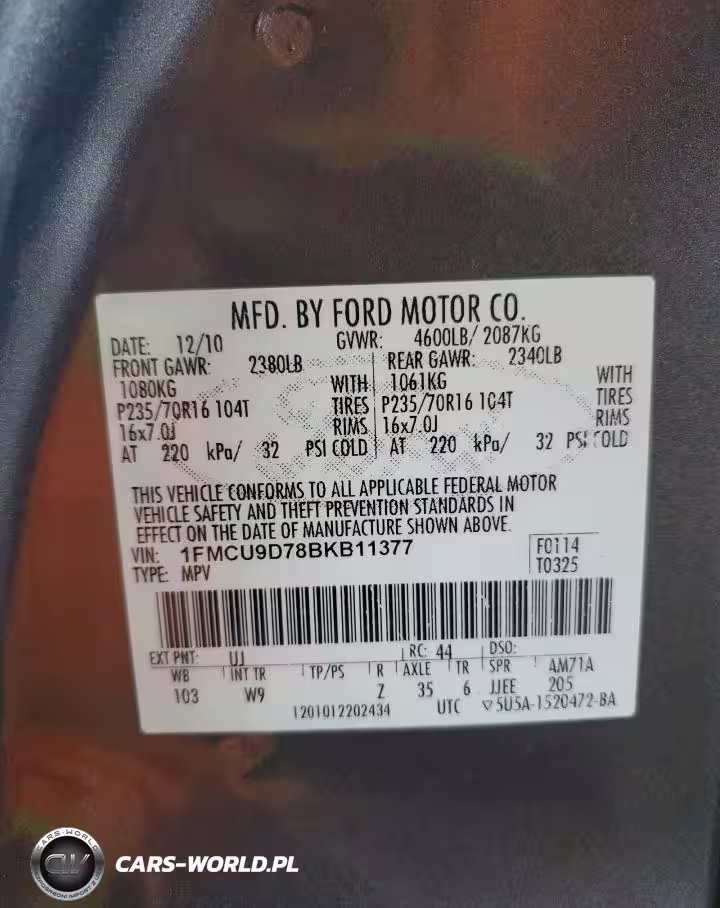 MFD. BY FORD MOTOR CO.
DATE: 12/10 GVWR: 4600LB/ 2087KG
FRONT GAWR: 2380LB REAR GAWR: 2340LB
1080KG WITH 1061KG WITH
P235/70R16 104T TIRES P235/70R16 104T TIRES
16x7.0J RIMS 16x7.0J RIMS
AT 220 kPa/ 32 PSI COLD AT 220 kPa/ 32 PSI COLD
THIS VEHICLE CONFORMS TO ALL APPLICABLE FEDERAL MOTOR
VEHICLE SAFETY AND THEFT PREVENTION STANDARDS IN
EFFECT ON THE DATE OF MANUFACTURE SHOWN ABOVE.
VIN: 1FMCU9D78BKB11377 F0114
TYPE: MPV T0325
EXT PNT: UJ RC: 44 DSO:
WB INT TR TP/PS R AXLE TR SPR AM71A
103 W9 Z 35 6 JJEE 205
1201012202434 UTC ▽5U5A-1520472-BA
CARS-WORLD
CW
CARS-WORLD.PL